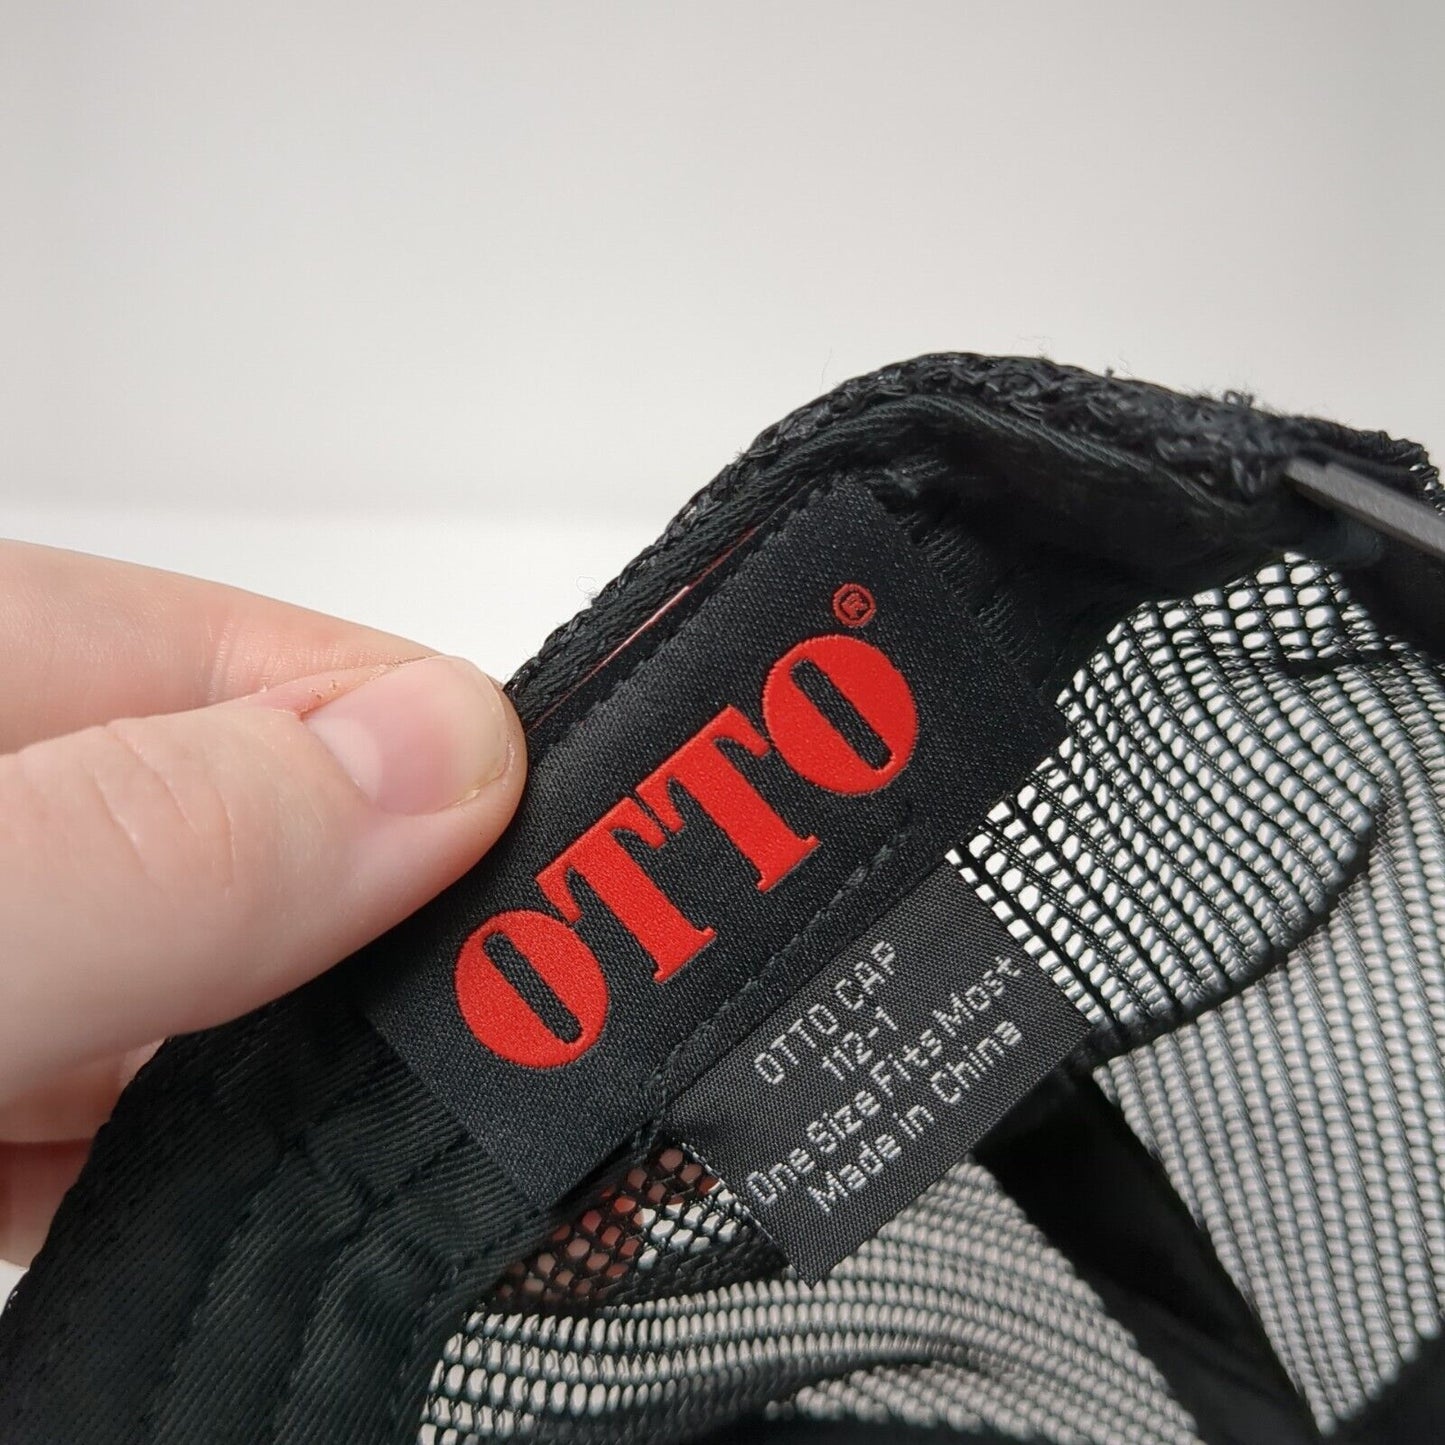 OTTO®
OTTO CAP
112-1
One Size Fits Most
Made in China